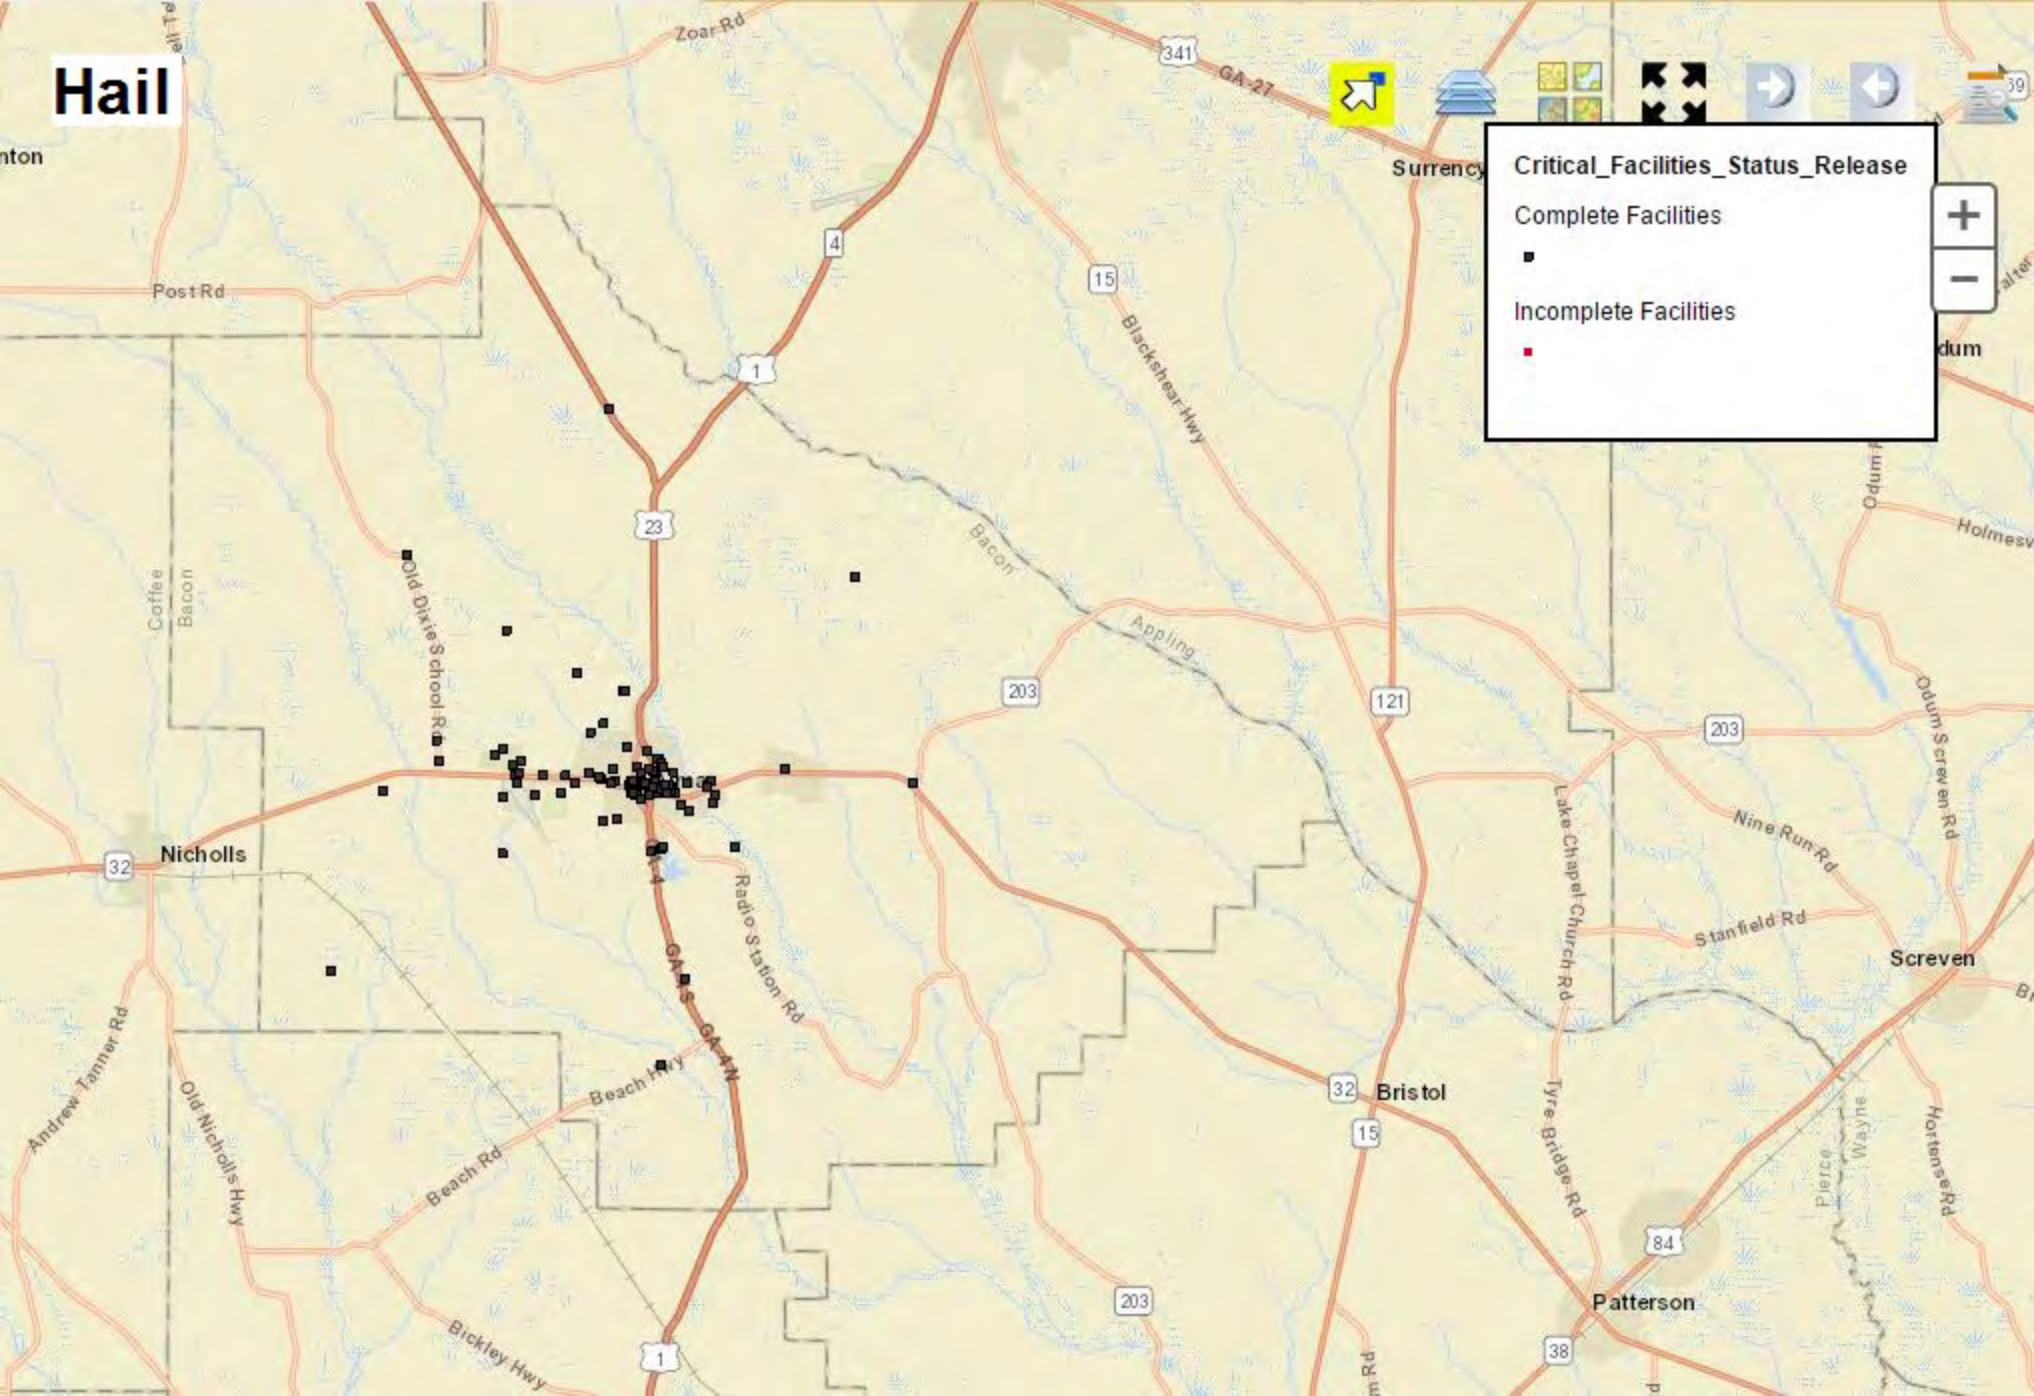 Zoar Rd
341
GA-27
Hail
69
Surrency
nton
Critical_Facilities_Status_Release
Complete Facilities
Incomplete Facilities
+
−
4
15
Post Rd
Blackshear Hwy
dum
1
23
Holmesv
Bacon
Coffee
Bacon
Old Dixie School Rd
Appling
203
121
203
Odum Screven Rd
Lake Chapel Church Rd
Nine Run Rd
Nicholls
32
GA 4
Radio Station Rd
Stanfield Rd
Screven
GA 4 S
GA 4 N
Andrew Tanner Rd
Beach Hwy
32
Bristol
15
Old Nicholls Hwy
Beach Rd
Tyre Bridge Rd
Pierce
Wayne
Hortense Rd
84
203
Patterson
Bickley Hwy
1
38